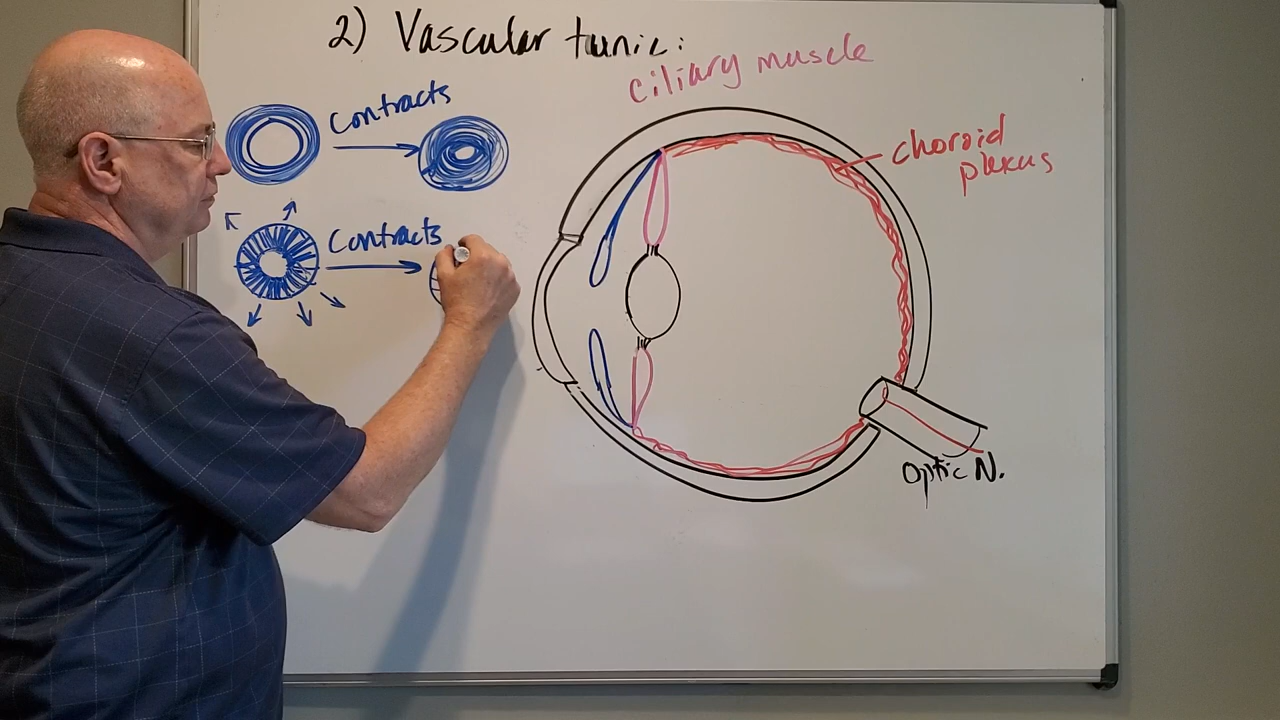 2) Vascular tunic:
ciliary muscle
contracts
choroid
plexus
contracts
Optic N.